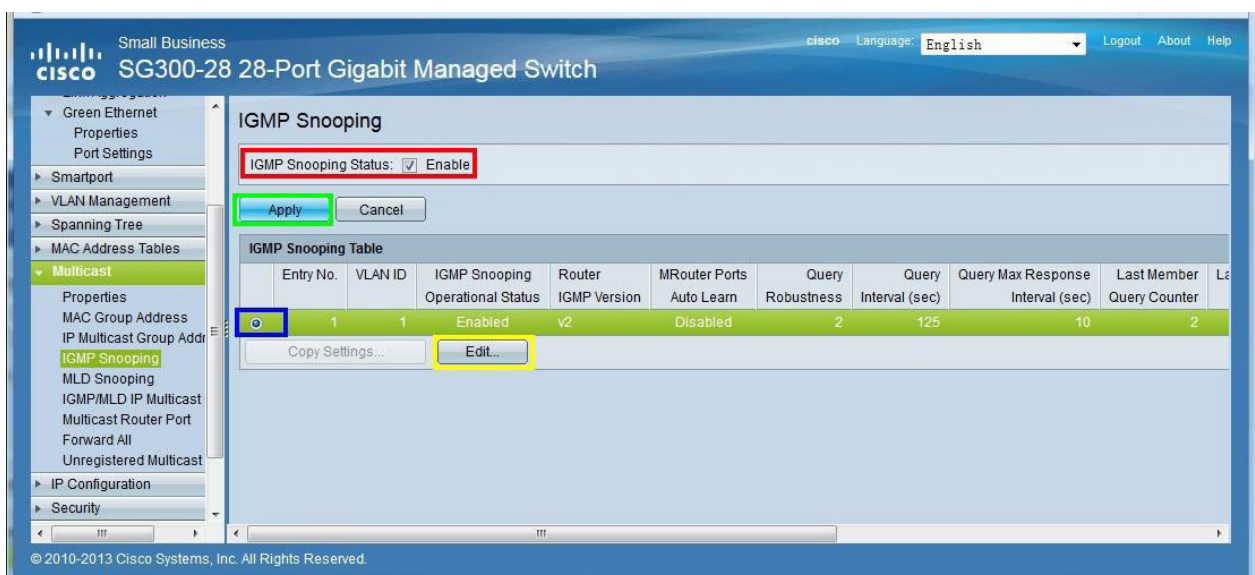 Small Business
cisco SG300-28 28-Port Gigabit Managed Switch
cisco Language: English Logout About Help
Green Ethernet
Properties
Port Settings
Smartport
VLAN Management
Spanning Tree
MAC Address Tables
Multicast
Properties
MAC Group Address
IP Multicast Group Addr
IGMP Snooping
MLD Snooping
IGMP/MLD IP Multicast
Multicast Router Port
Forward All
Unregistered Multicast
IP Configuration
Security
IGMP Snooping
IGMP Snooping Status: Enable
Apply Cancel
IGMP Snooping Table
Entry No. VLAN ID IGMP Snooping Router MRouter Ports Query Query Query Max Response Last Member La
Operational Status IGMP Version Auto Learn Robustness Interval (sec) Interval (sec) Query Counter
1 1 Enabled v2 Disabled 2 125 10 2
Copy Settings... Edit...
© 2010-2013 Cisco Systems, Inc. All Rights Reserved.